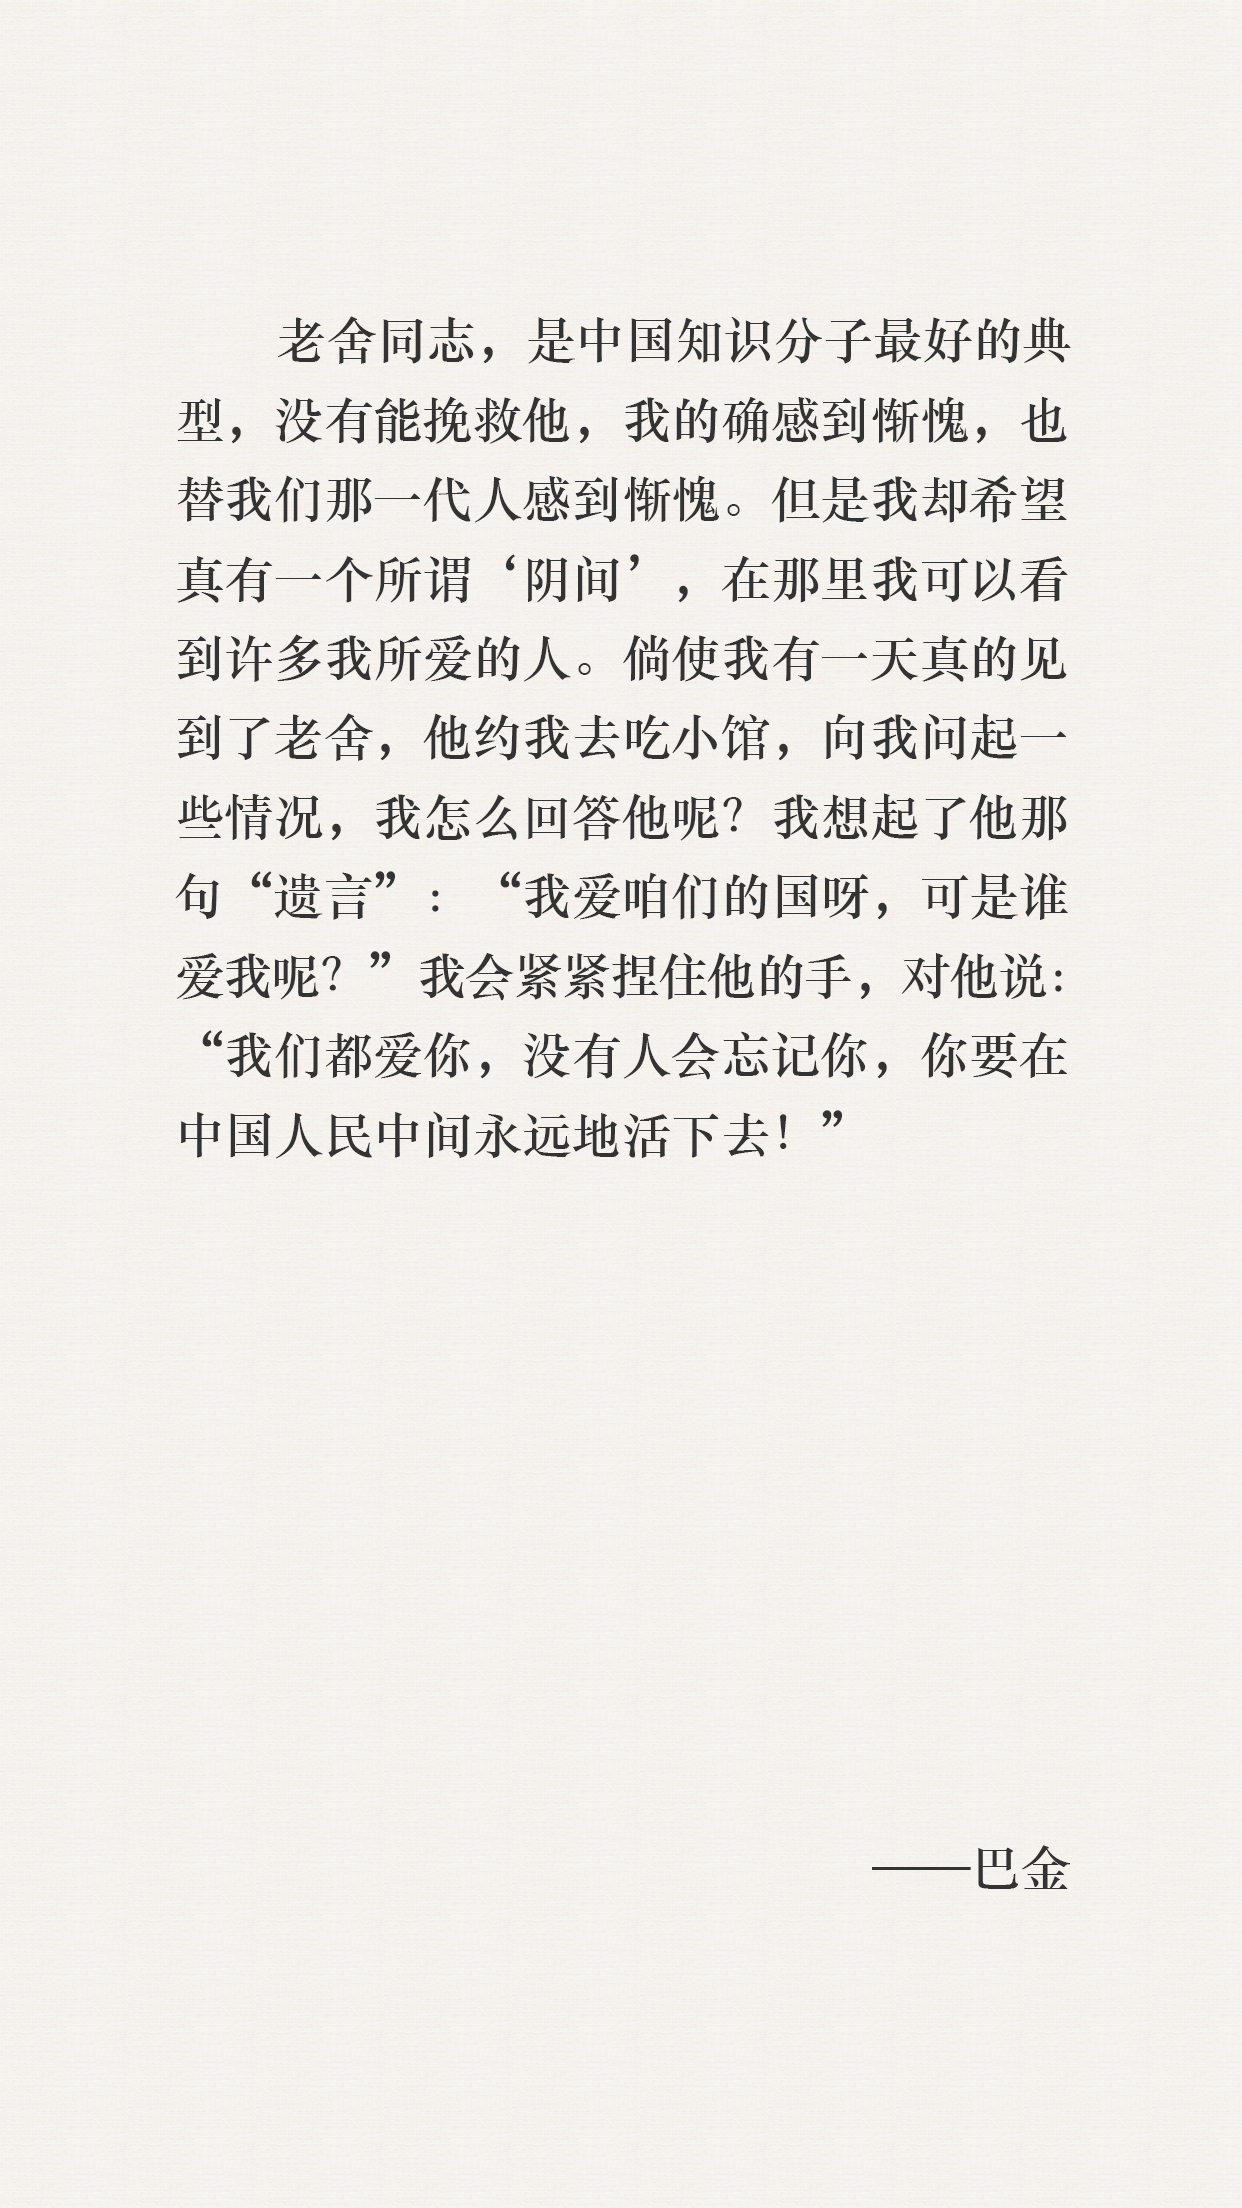 老舍同志，是中国知识分子最好的典
型，没有能挽救他，我的确感到惭愧，也
替我们那一代人感到惭愧。但是我却希望
真有一个所谓‘阴间’，在那里我可以看
到许多我所爱的人。倘使我有一天真的见
到了老舍，他约我去吃小馆，向我问起一
些情况，我怎么回答他呢？我想起了他那
句“遗言”：“我爱咱们的国呀，可是谁
爱我呢？”我会紧紧捏住他的手，对他说：
“我们都爱你，没有人会忘记你，你要在
中国人民中间永远地活下去！”
——巴金